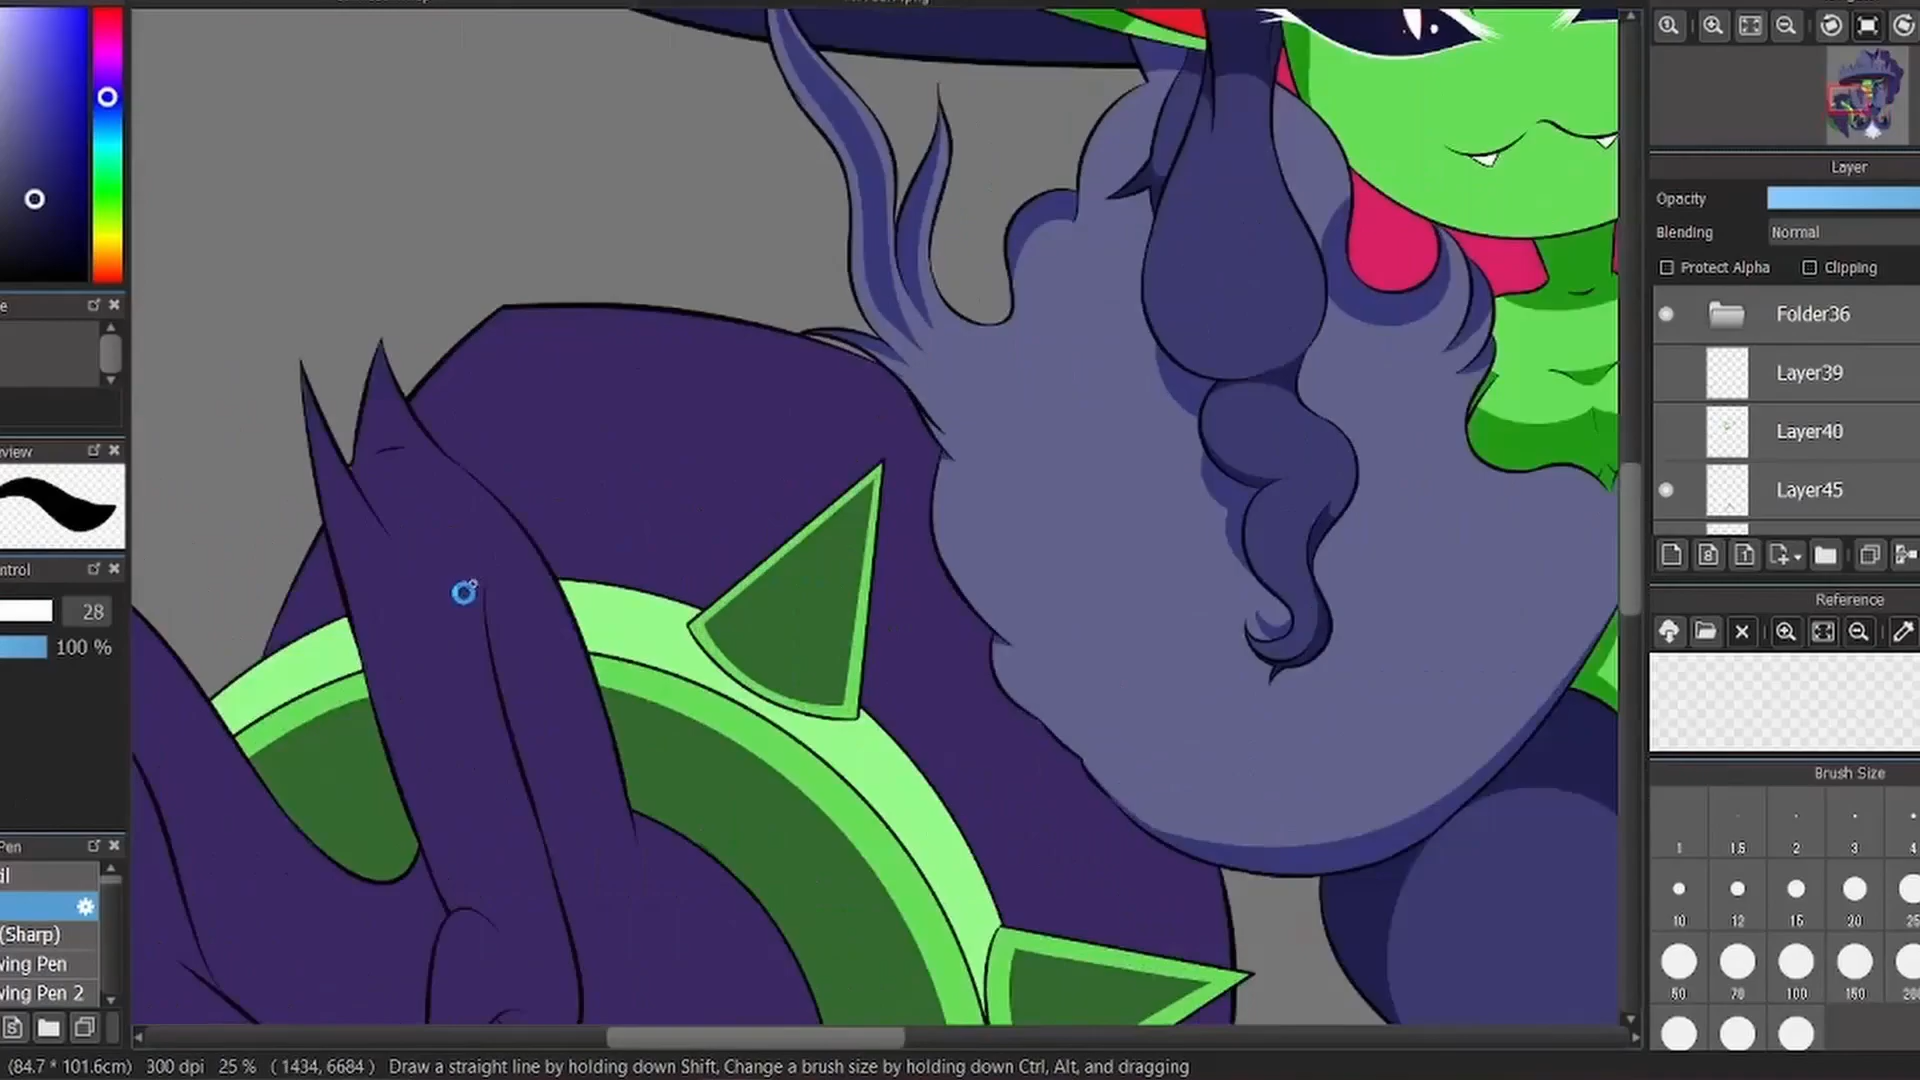 e
view
ntrol
28
100 %
Pen
il
(Sharp)
wing Pen
wing Pen 2
Layer
Opacity
Blending
Normal
Protect Alpha
Clipping
Folder36
Layer39
Layer40
Layer45
Reference
Brush Size
1 1.5 2 3 4
10 12 15 20 25
50 70 100 150 200
(84.7 * 101.6cm) 300 dpi 25 % ( 1434, 6684 ) Draw a straight line by holding down Shift, Change a brush size by holding down Ctrl, Alt, and dragging